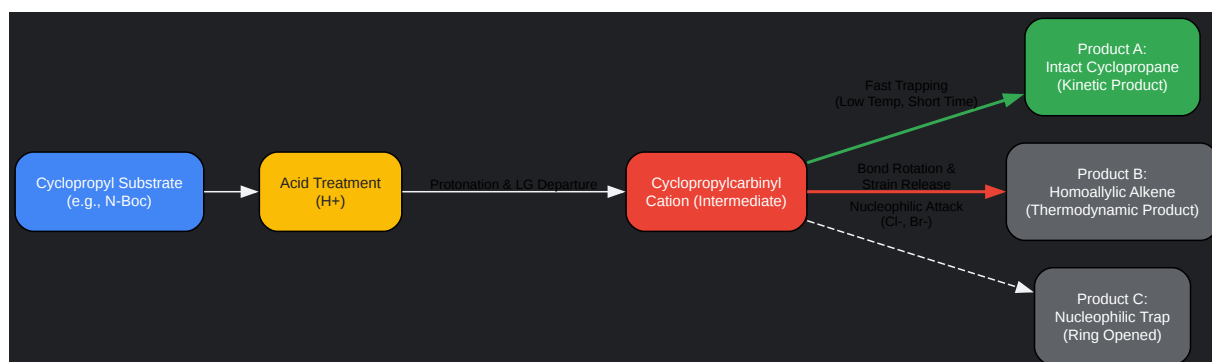 Cyclopropyl Substrate
(e.g., N-Boc)
Acid Treatment
(H+)
Protonation & LG Departure
Cyclopropylcarbinyl
Cation (Intermediate)
Fast Trapping
(Low Temp, Short Time)
Bond Rotation &
Strain Release
Nucleophilic Attack
(Cl-, Br-)
Product A:
Intact Cyclopropane
(Kinetic Product)
Product B:
Homoallylic Alkene
(Thermodynamic Product)
Product C:
Nucleophilic Trap
(Ring Opened)